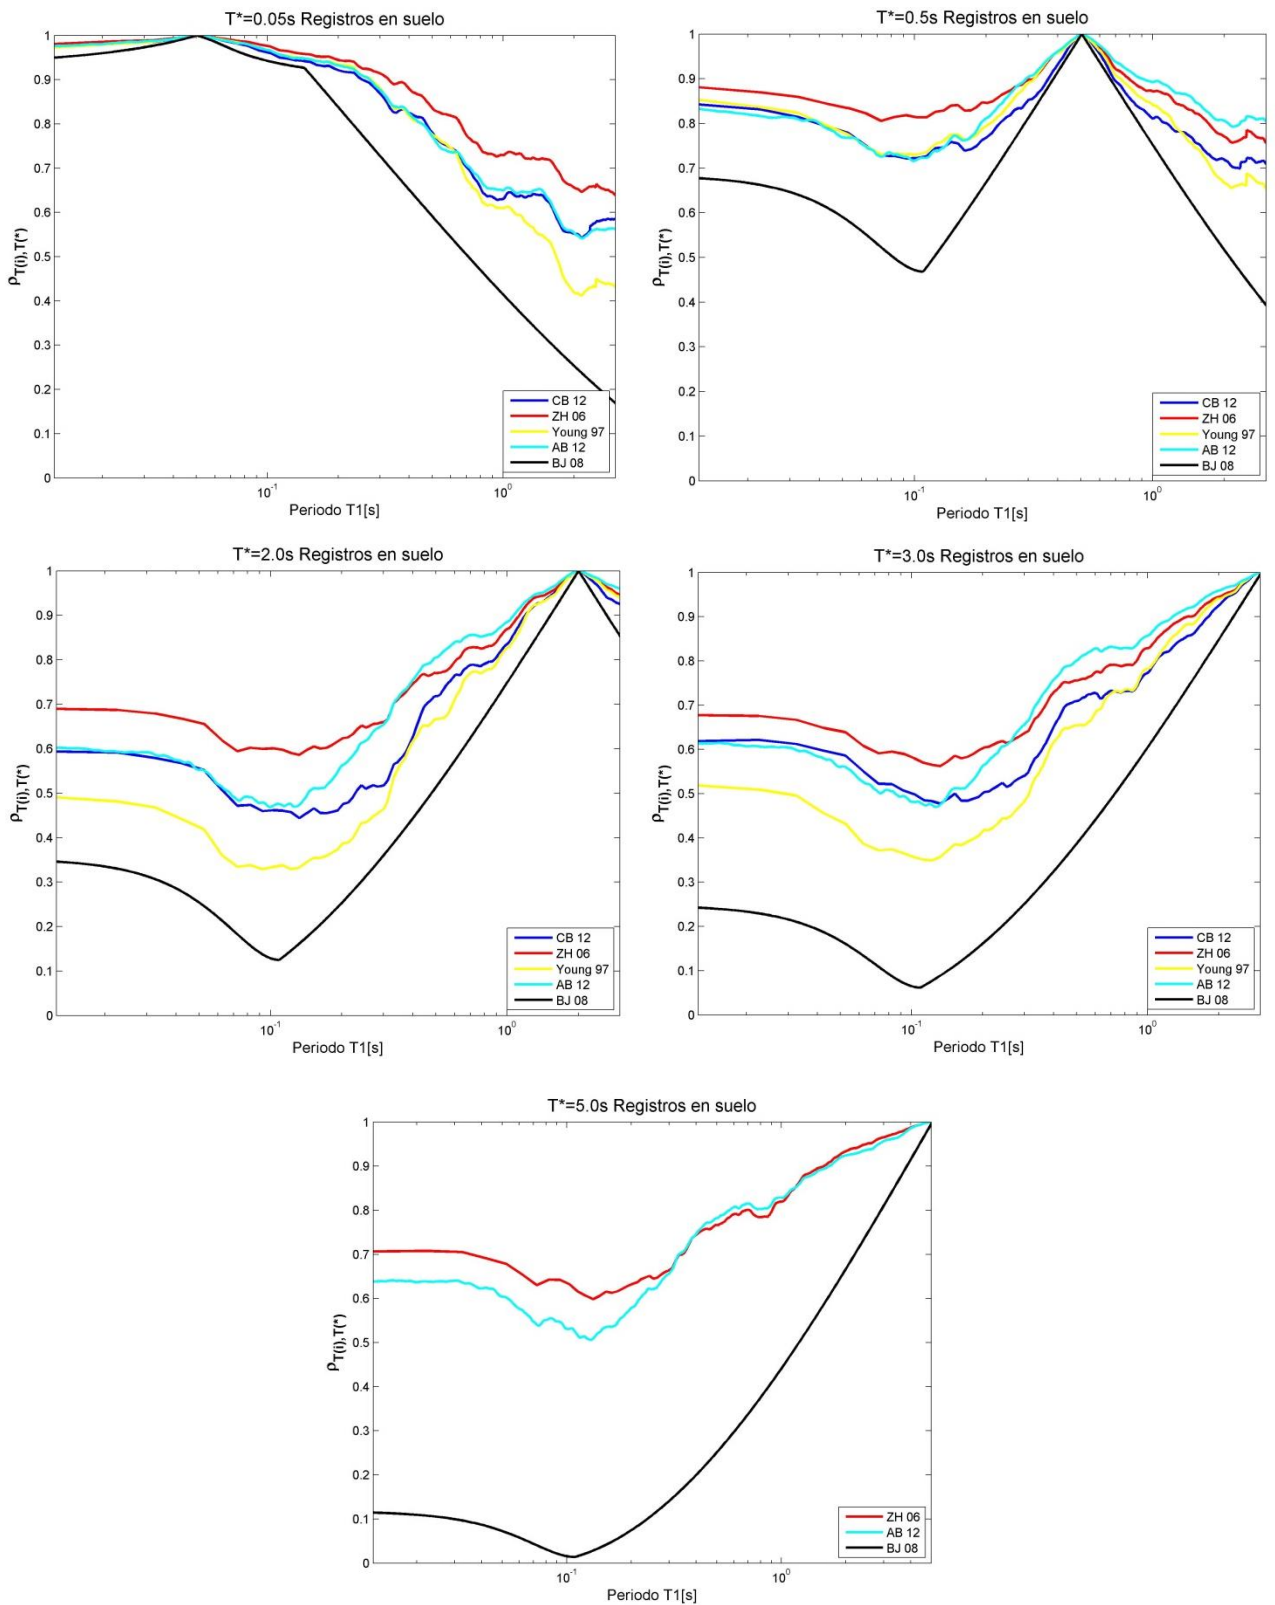 T*=0.05s Registros en suelo
1
0.9
0.8
0.7
0.6
0.5
0.4
0.3
0.2
0.1
0
ρT(i),T(*)
10⁻¹
10⁰
Periodo T1[s]
CB 12
ZH 06
Young 97
AB 12
BJ 08
T*=0.5s Registros en suelo
1
0.9
0.8
0.7
0.6
0.5
0.4
0.3
0.2
0.1
0
ρT(i),T(*)
10⁻¹
10⁰
Periodo T1[s]
CB 12
ZH 06
Young 97
AB 12
BJ 08
T*=2.0s Registros en suelo
1
0.9
0.8
0.7
0.6
0.5
0.4
0.3
0.2
0.1
0
ρT(i),T(*)
10⁻¹
10⁰
Periodo T1[s]
CB 12
ZH 06
Young 97
AB 12
BJ 08
T*=3.0s Registros en suelo
1
0.9
0.8
0.7
0.6
0.5
0.4
0.3
0.2
0.1
0
ρT(i),T(*)
10⁻¹
10⁰
Periodo T1[s]
CB 12
ZH 06
Young 97
AB 12
BJ 08
T*=5.0s Registros en suelo
1
0.9
0.8
0.7
0.6
0.5
0.4
0.3
0.2
0.1
0
ρT(i),T(*)
10⁻¹
10⁰
Periodo T1[s]
ZH 06
AB 12
BJ 08